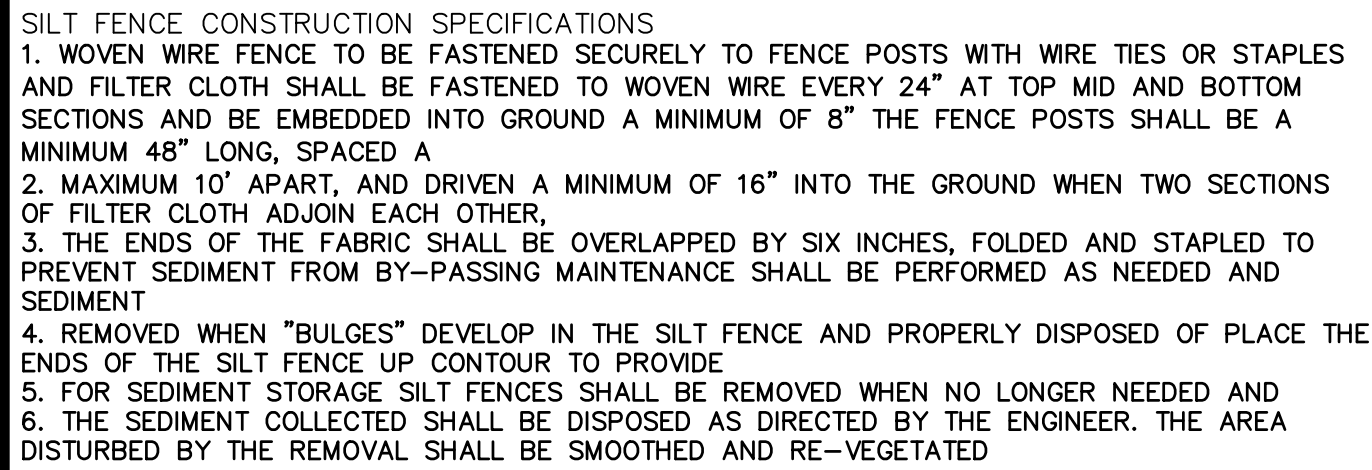 SILT FENCE CONSTRUCTION SPECIFICATIONS
1. WOVEN WIRE FENCE TO BE FASTENED SECURELY TO FENCE POSTS WITH WIRE TIES OR STAPLES
AND FILTER CLOTH SHALL BE FASTENED TO WOVEN WIRE EVERY 24" AT TOP MID AND BOTTOM
SECTIONS AND BE EMBEDDED INTO GROUND A MINIMUM OF 8" THE FENCE POSTS SHALL BE A
MINIMUM 48" LONG, SPACED A
2. MAXIMUM 10' APART, AND DRIVEN A MINIMUM OF 16" INTO THE GROUND WHEN TWO SECTIONS
OF FILTER CLOTH ADJOIN EACH OTHER,
3. THE ENDS OF THE FABRIC SHALL BE OVERLAPPED BY SIX INCHES, FOLDED AND STAPLED TO
PREVENT SEDIMENT FROM BY-PASSING MAINTENANCE SHALL BE PERFORMED AS NEEDED AND
SEDIMENT
4. REMOVED WHEN "BULGES" DEVELOP IN THE SILT FENCE AND PROPERLY DISPOSED OF PLACE THE
ENDS OF THE SILT FENCE UP CONTOUR TO PROVIDE
5. FOR SEDIMENT STORAGE SILT FENCES SHALL BE REMOVED WHEN NO LONGER NEEDED AND
6. THE SEDIMENT COLLECTED SHALL BE DISPOSED AS DIRECTED BY THE ENGINEER. THE AREA
DISTURBED BY THE REMOVAL SHALL BE SMOOTHED AND RE-VEGETATED